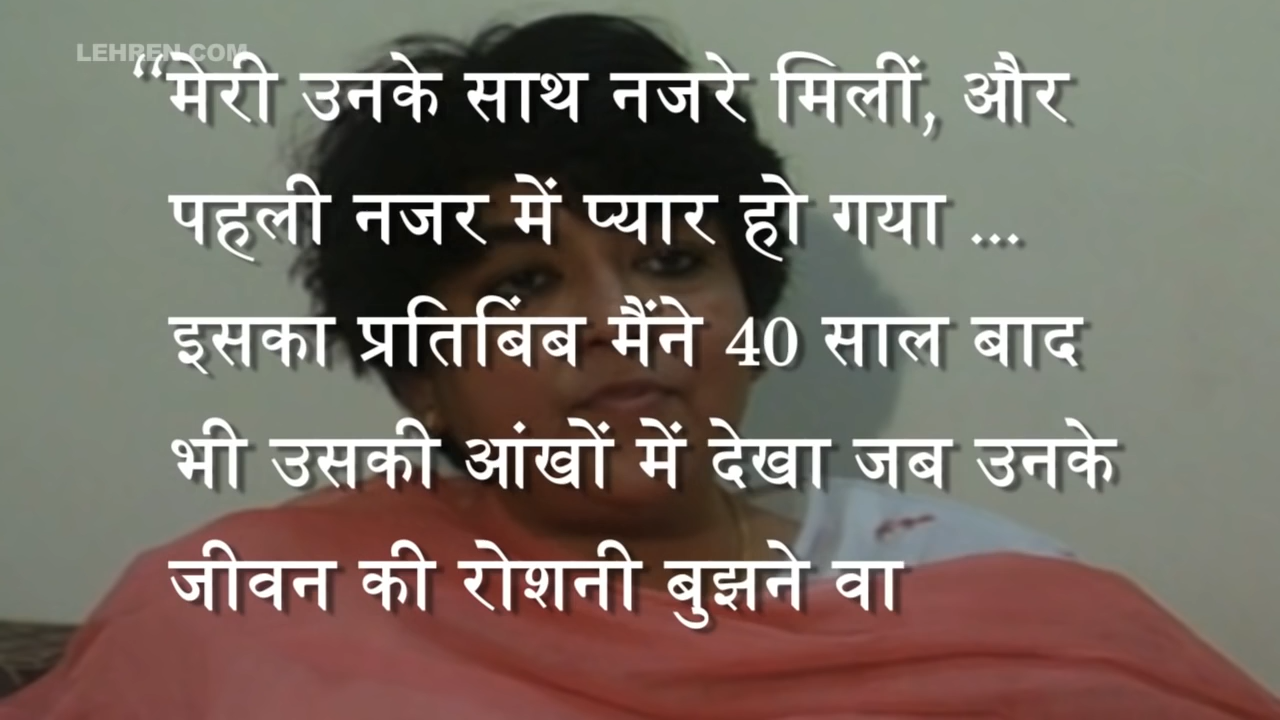 LEHREN.COM
“मेरी उनके साथ नजरे मिलीं, और
पहली नजर में प्यार हो गया ...
इसका प्रतिबिंब मैंने 40 साल बाद
भी उसकी आंखों में देखा जब उनके
जीवन की रोशनी बुझने वा